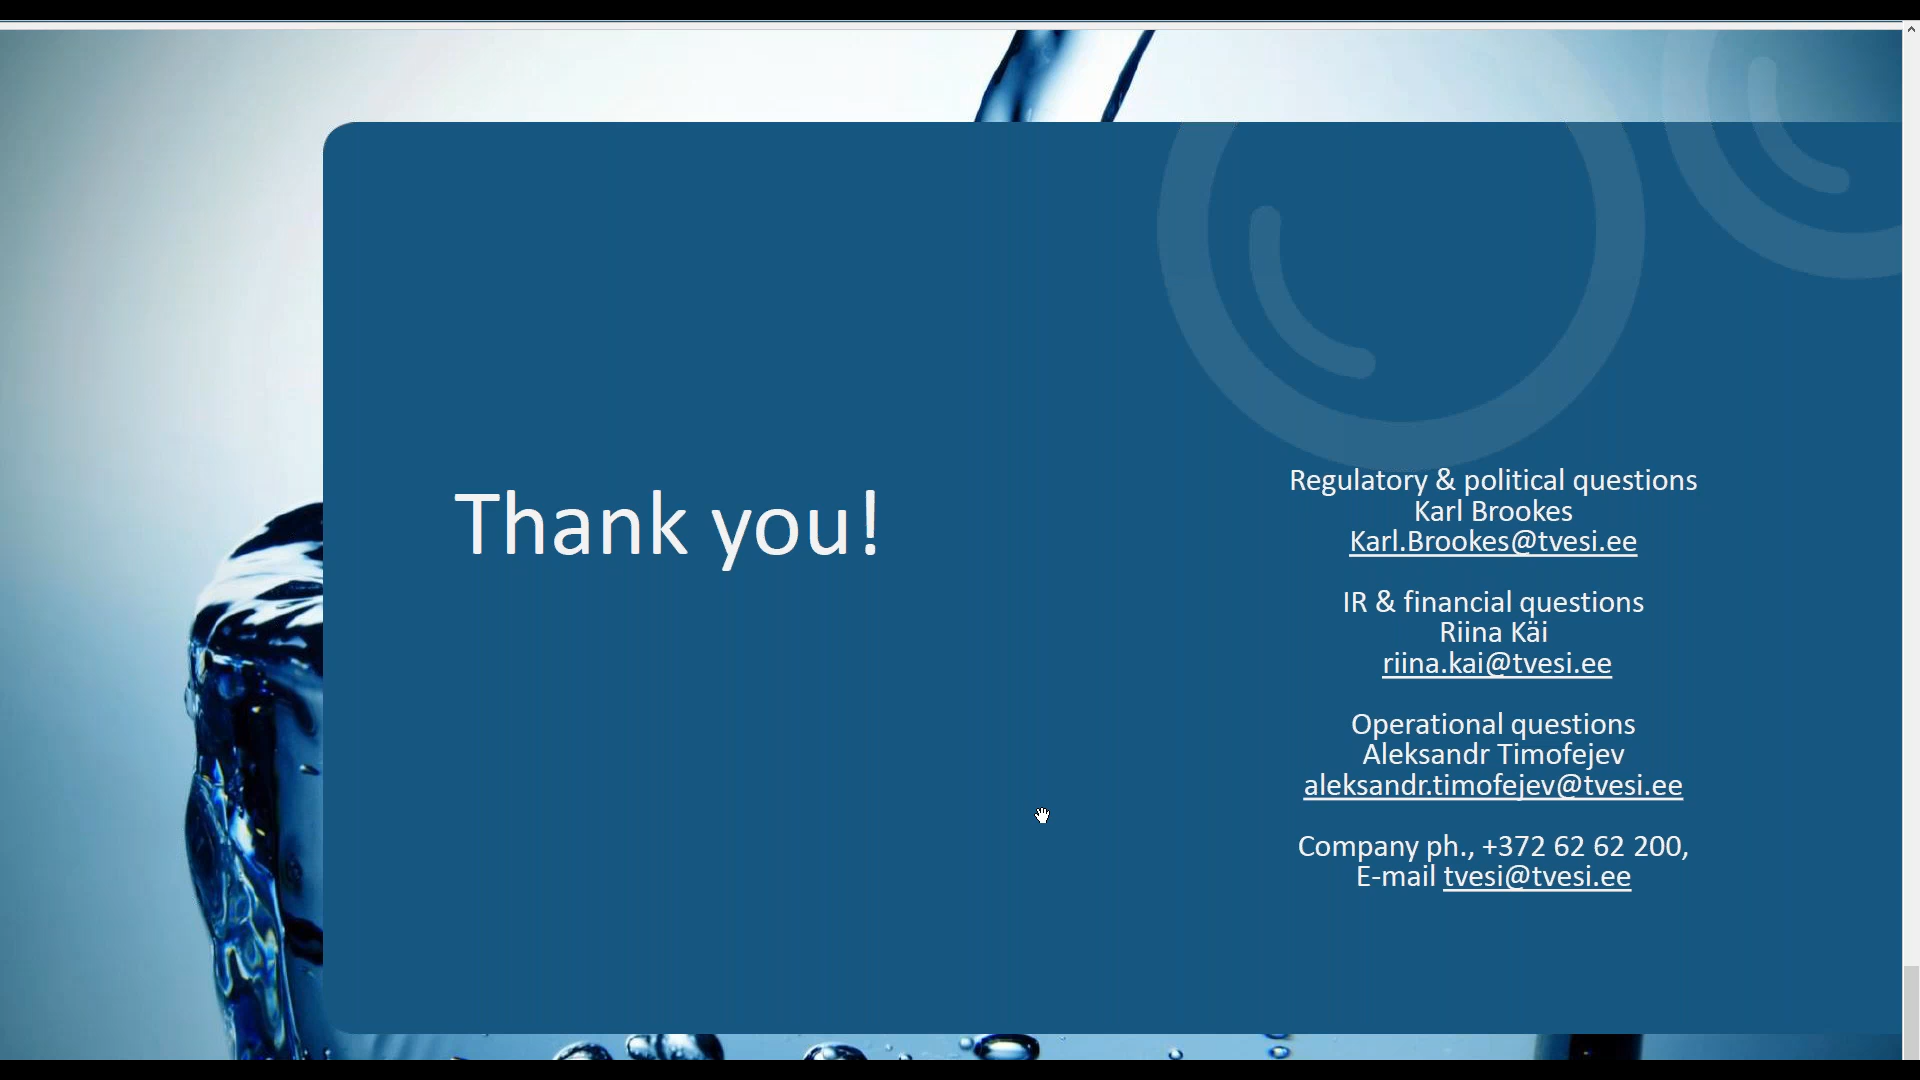 Thank you!
Regulatory & political questions
Karl Brookes
Karl.Brookes@tvesi.ee
IR & financial questions
Riina Käi
riina.kai@tvesi.ee
Operational questions
Aleksandr Timofejev
aleksandr.timofejev@tvesi.ee
Company ph., +372 62 62 200,
E-mail tvesi@tvesi.ee